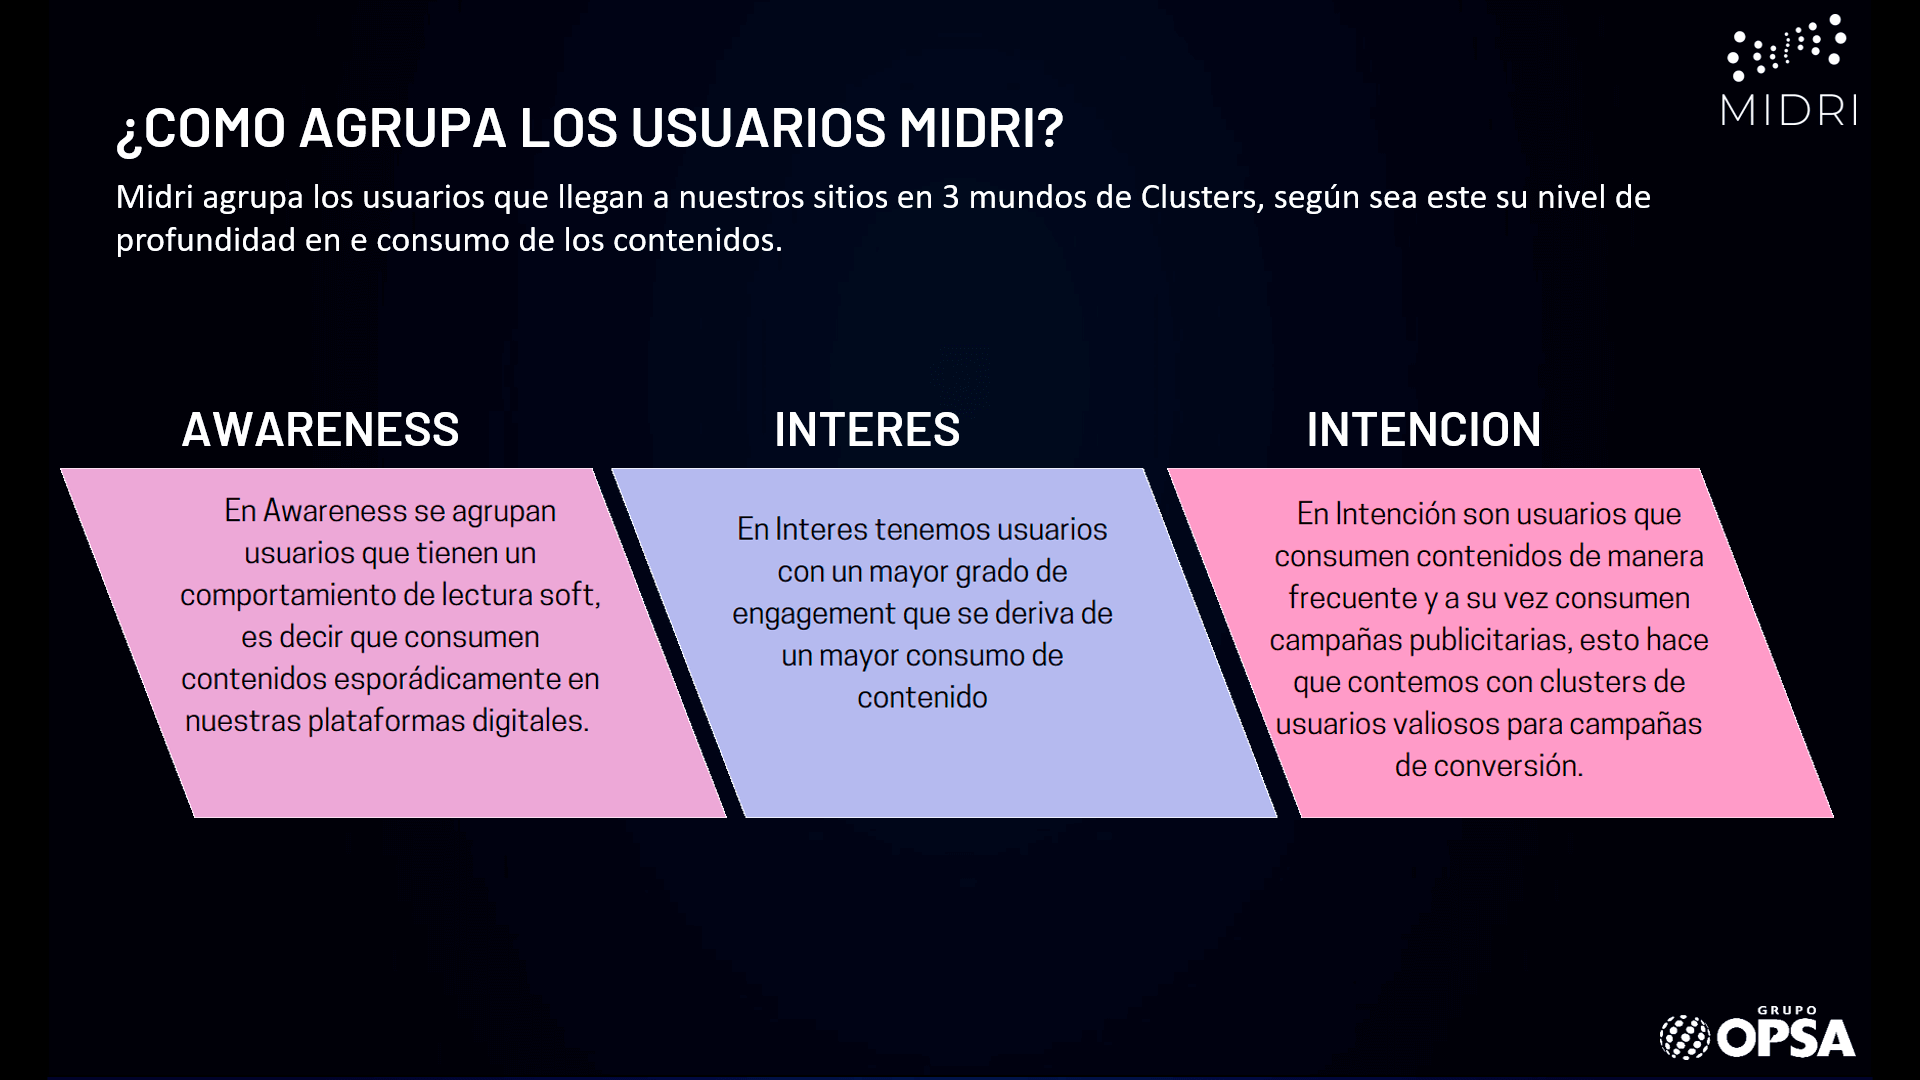 MIDRI
¿COMO AGRUPA LOS USUARIOS MIDRI?
Midri agrupa los usuarios que llegan a nuestros sitios en 3 mundos de Clusters, según sea este su nivel de
profundidad en e consumo de los contenidos.
AWARENESS
En Awareness se agrupan
usuarios que tienen un
comportamiento de lectura soft,
es decir que consumen
contenidos esporádicamente en
nuestras plataformas digitales.
INTERES
En Interes tenemos usuarios
con un mayor grado de
engagement que se deriva de
un mayor consumo de
contenido
INTENCION
En Intención son usuarios que
consumen contenidos de manera
frecuente y a su vez consumen
campañas publicitarias, esto hace
que contemos con clusters de
usuarios valiosos para campañas
de conversión.
GRUPO
OPSA